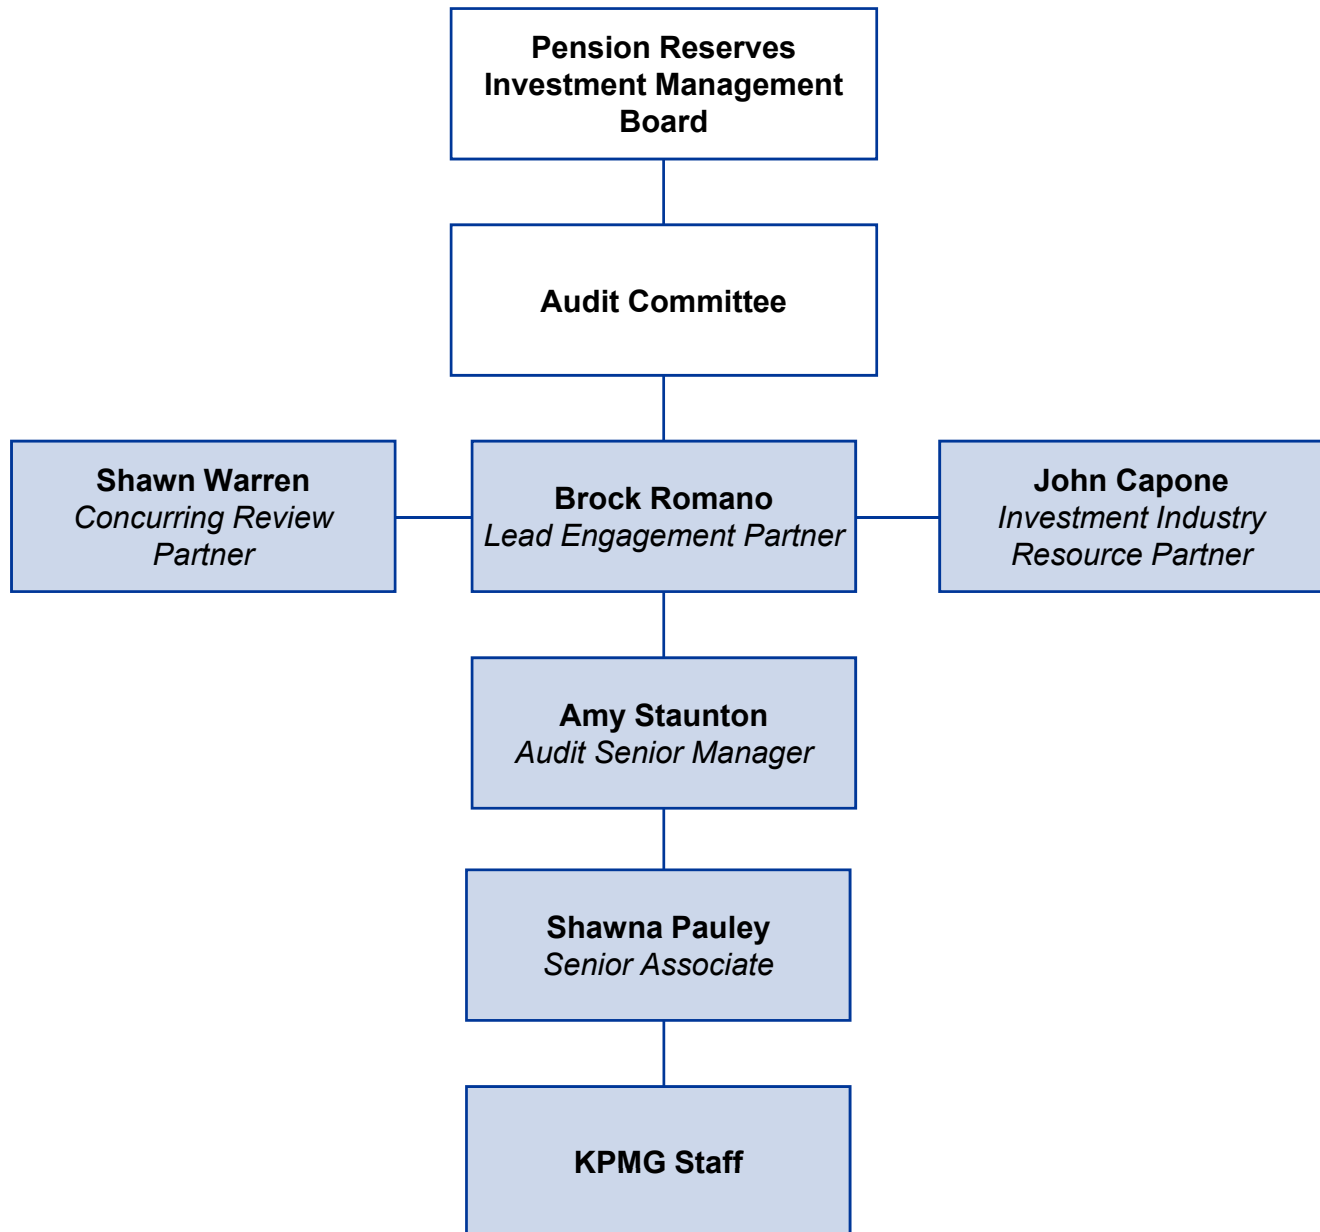 Pension Reserves
Investment Management
Board
Audit Committee
Shawn Warren
Concurring Review
Partner
Brock Romano
Lead Engagement Partner
John Capone
Investment Industry
Resource Partner
Amy Staunton
Audit Senior Manager
Shawna Pauley
Senior Associate
KPMG Staff